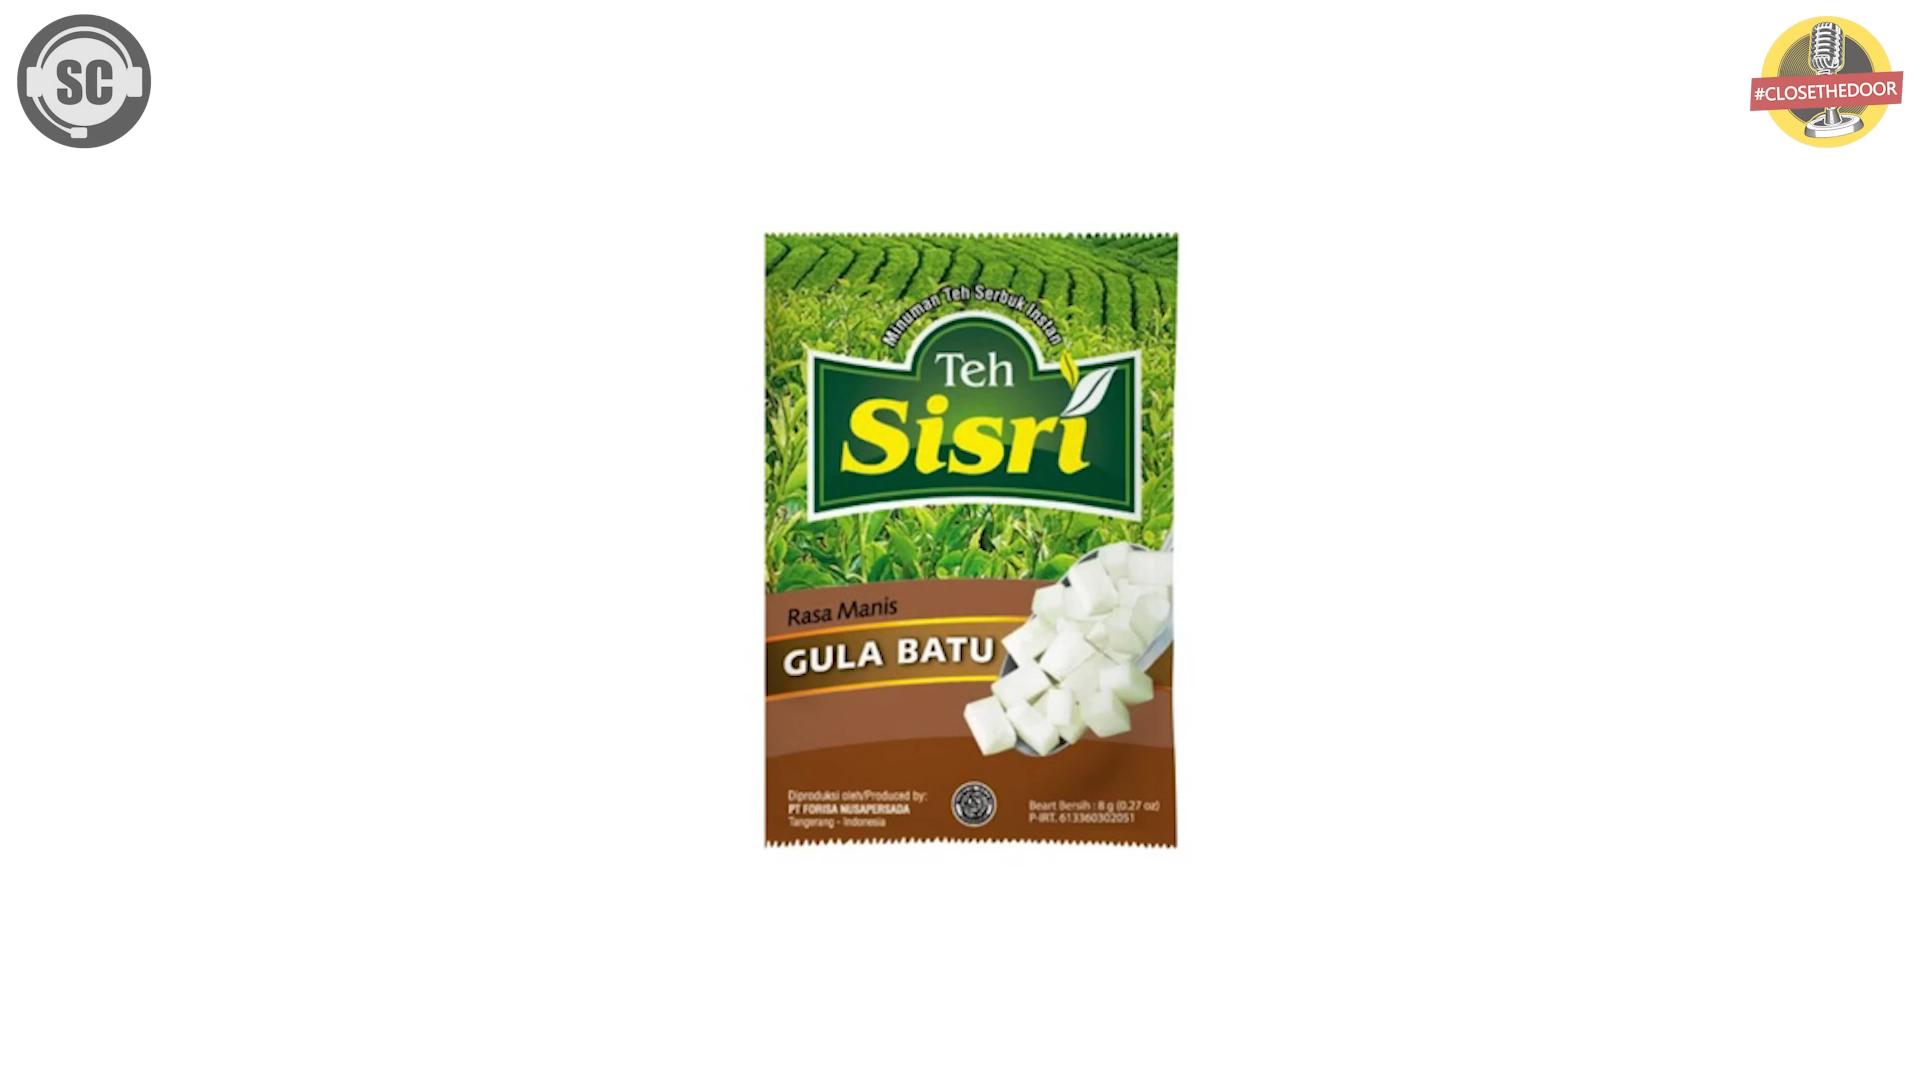 SC
#CLOSETHEDOOR
Minuman Teh Serbuk Instan
Teh
Sisri
Rasa Manis
GULA BATU
Diproduksi oleh/Produced by:
PT FORISA NUSAPERSADA
Tangerang - Indonesia
Beart Bersih : 8 g (0.27 oz)
P-IRT. 613360302051